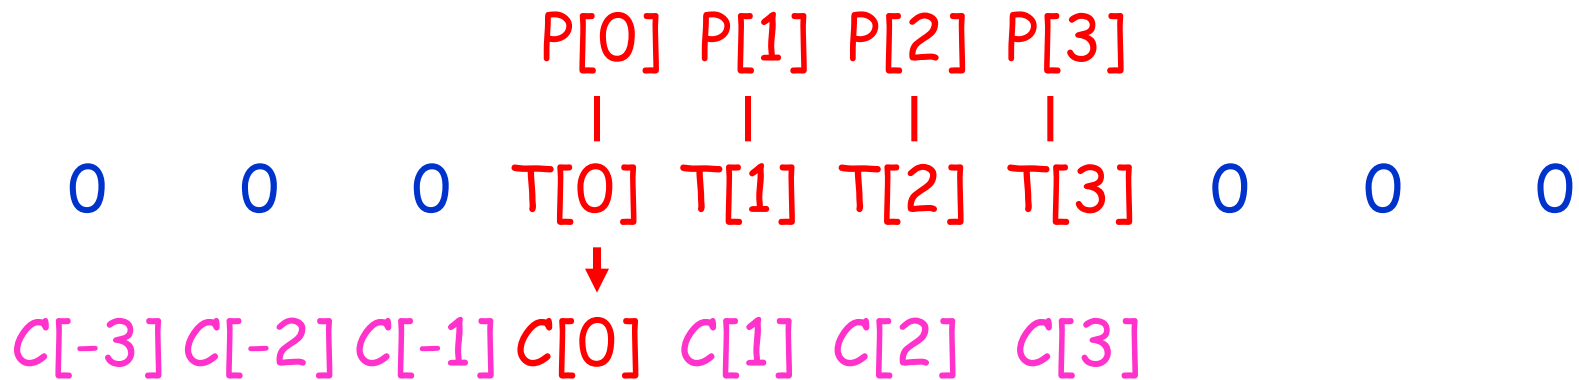 P[0] P[1] P[2] P[3]
0 0 0 T[0] T[1] T[2] T[3] 0 0 0
C[-3] C[-2] C[-1] C[0] C[1] C[2] C[3]